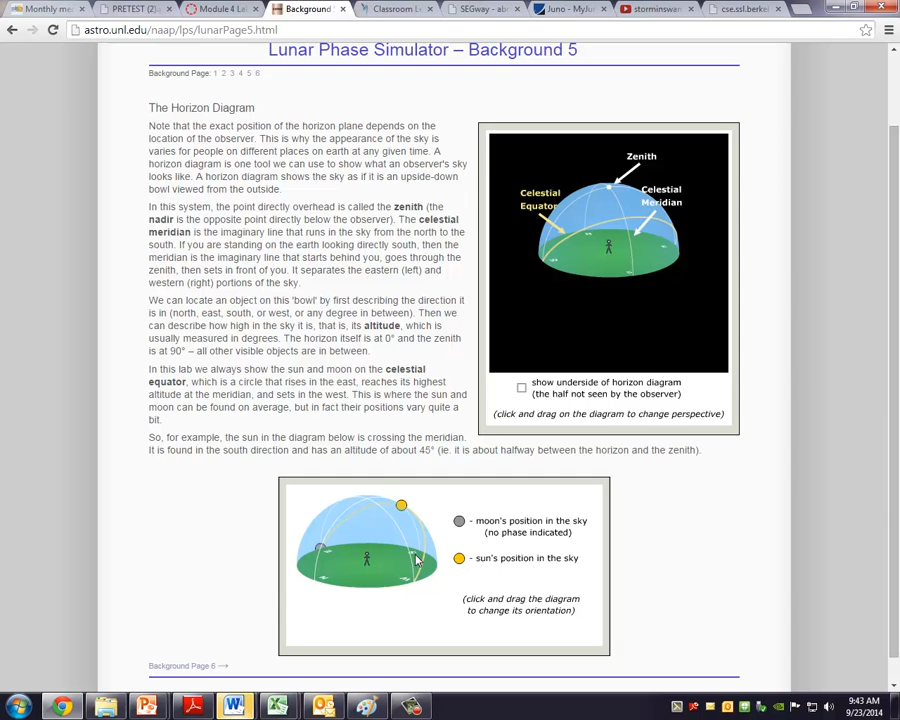 Monthly me
PRETEST (2).
Module 4 Lal
Background
Classroom Le
SEGway - abo
Juno - MyJu
storminswar
cse.ssl.berkel
astro.unl.edu/naap/lps/lunarPage5.html
Lunar Phase Simulator – Background 5
Background Page: 1 2 3 4 5 6
The Horizon Diagram
Note that the exact position of the horizon plane depends on the
location of the observer. This is why the appearance of the sky is
varies for people on different places on earth at any given time. A
horizon diagram is one tool we can use to show what an observer's sky
looks like. A horizon diagram shows the sky as if it is an upside-down
bowl viewed from the outside.
In this system, the point directly overhead is called the zenith (the
nadir is the opposite point directly below the observer). The celestial
meridian is the imaginary line that runs in the sky from the north to the
south. If you are standing on the earth looking directly south, then the
meridian is the imaginary line that starts behind you, goes through the
zenith, then sets in front of you. It separates the eastern (left) and
western (right) portions of the sky.
We can locate an object on this 'bowl' by first describing the direction it
is in (north, east, south, or west, or any degree in between). Then we
can describe how high in the sky it is, that is, its altitude, which is
usually measured in degrees. The horizon itself is at 0° and the zenith
is at 90° – all other visible objects are in between.
In this lab we always show the sun and moon on the celestial
equator, which is a circle that rises in the east, reaches its highest
altitude at the meridian, and sets in the west. This is where the sun and
moon can be found on average, but in fact their positions vary quite a
bit.
So, for example, the sun in the diagram below is crossing the meridian.
It is found in the south direction and has an altitude of about 45° (ie. it is about halfway between the horizon and the zenith).
Zenith
Celestial
Equator
Celestial
Meridian
show underside of horizon diagram
(the half not seen by the observer)
(click and drag on the diagram to change perspective)
- moon's position in the sky
(no phase indicated)
- sun's position in the sky
(click and drag the diagram
to change its orientation)
Background Page 6 →
9:43 AM
9/23/2014